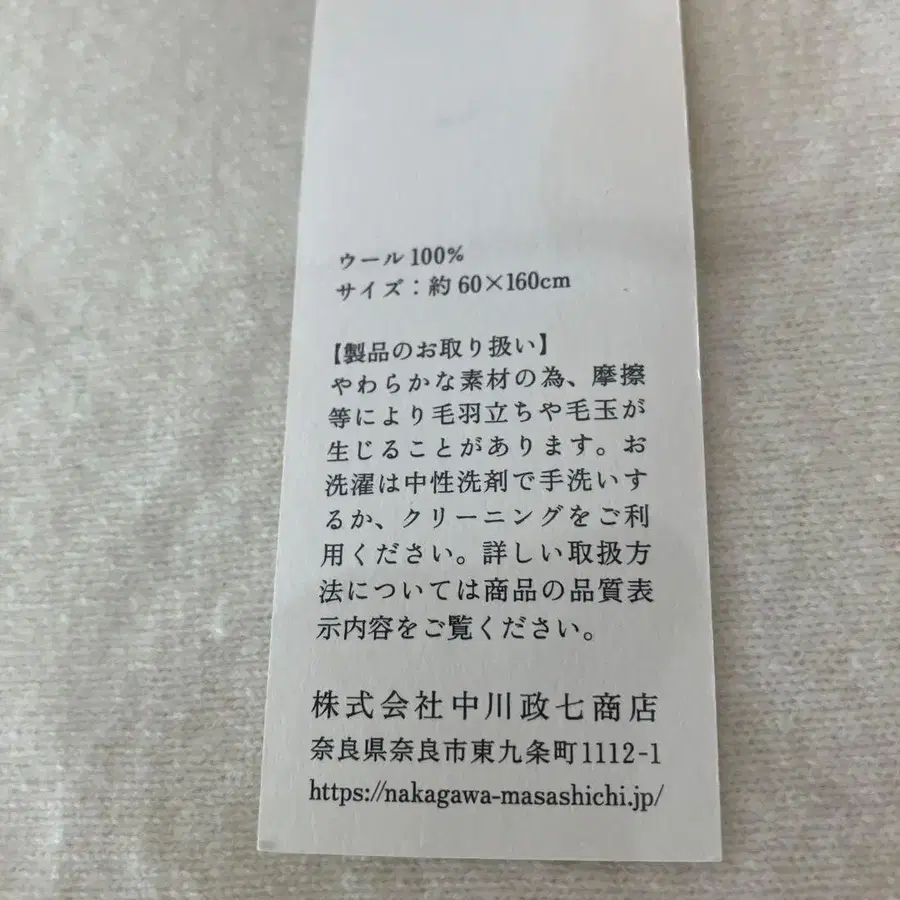 ウール100%
サイズ：約60×160cm
【製品のお取り扱い】
やわらかな素材の為、摩擦
等により毛羽立ちや毛玉が
生じることがあります。お
洗濯は中性洗剤で手洗いす
るか、クリーニングをご利
用ください。詳しい取扱方
法については商品の品質表
示内容をご覧ください。
株式会社中川政七商店
奈良県奈良市東九条町1112-1
https://nakagawa-masashichi.jp/